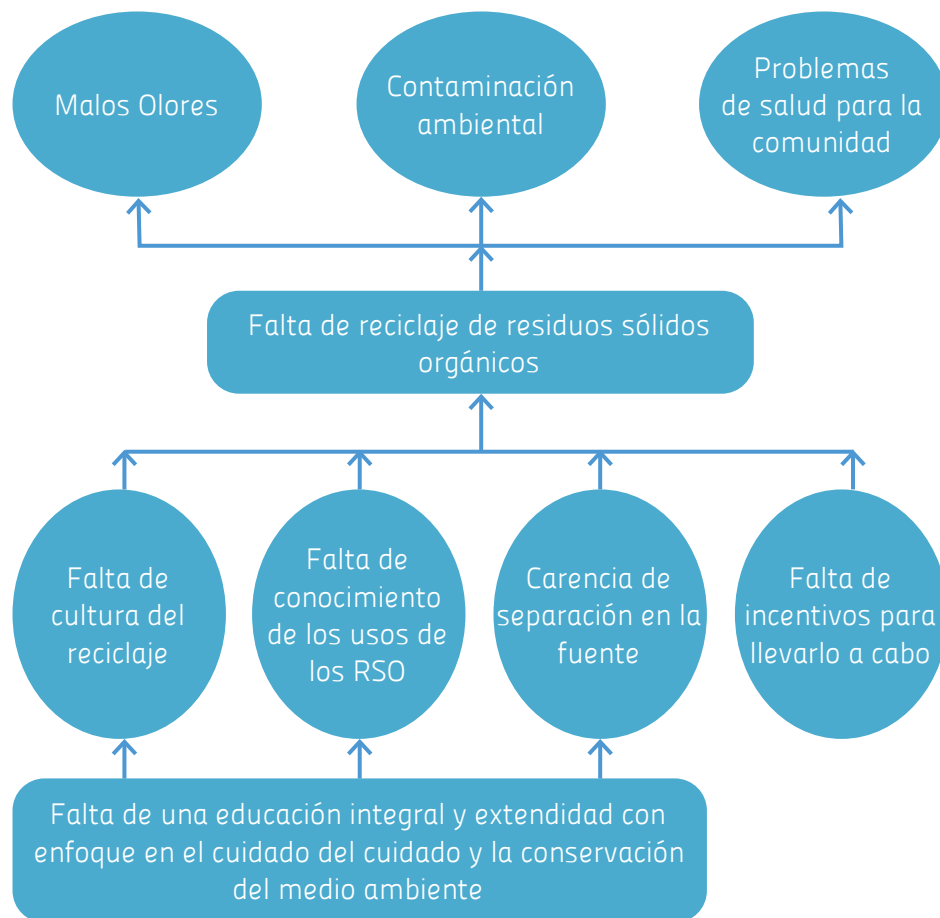 Malos Olores
Contaminación
ambiental
Problemas
de salud para la
comunidad
Falta de reciclaje de residuos sólidos
orgánicos
Falta de
cultura del
reciclaje
Falta de
conocimiento
de los usos de
los RSO
Carencia de
separación en la
fuente
Falta de
incentivos para
llevarlo a cabo
Falta de una educación integral y extendidad con
enfoque en el cuidado del cuidado y la conservación
del medio ambiente